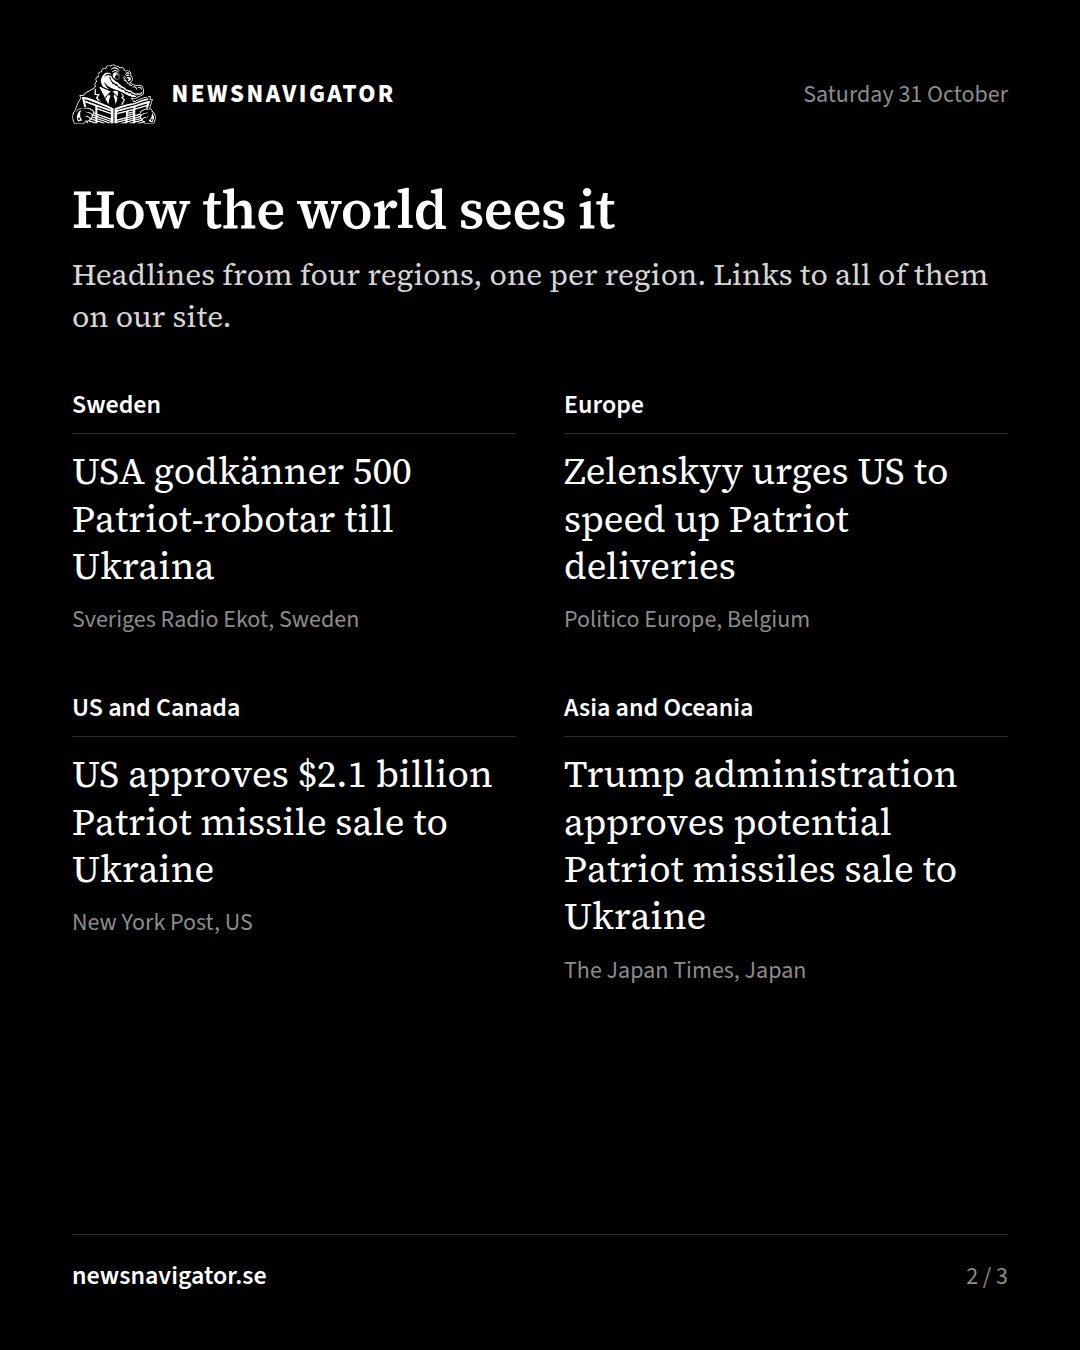 NEWSNAVIGATOR
Saturday 31 October
How the world sees it
Headlines from four regions, one per region. Links to all of them
on our site.
Sweden
USA godkänner 500
Patriot-robotar till
Ukraina
Sveriges Radio Ekot, Sweden
Europe
Zelenskyy urges US to
speed up Patriot
deliveries
Politico Europe, Belgium
US and Canada
US approves $2.1 billion
Patriot missile sale to
Ukraine
New York Post, US
Asia and Oceania
Trump administration
approves potential
Patriot missiles sale to
Ukraine
The Japan Times, Japan
newsnavigator.se
2 / 3